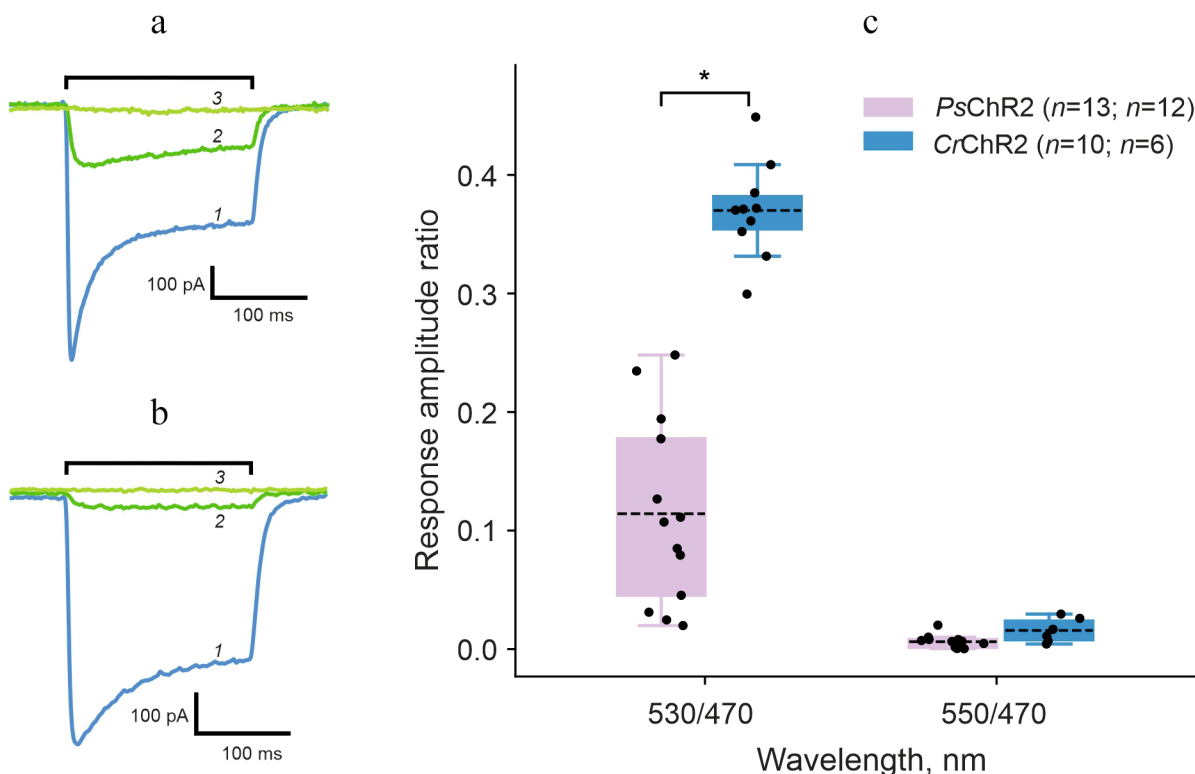 a
3
2
1
100 pA
100 ms
b
3
2
1
100 pA
100 ms
c
*
PsChR2 (n=13; n=12)
CrChR2 (n=10; n=6)
Response amplitude ratio
0.4
0.3
0.2
0.1
0.0
530/470
550/470
Wavelength, nm